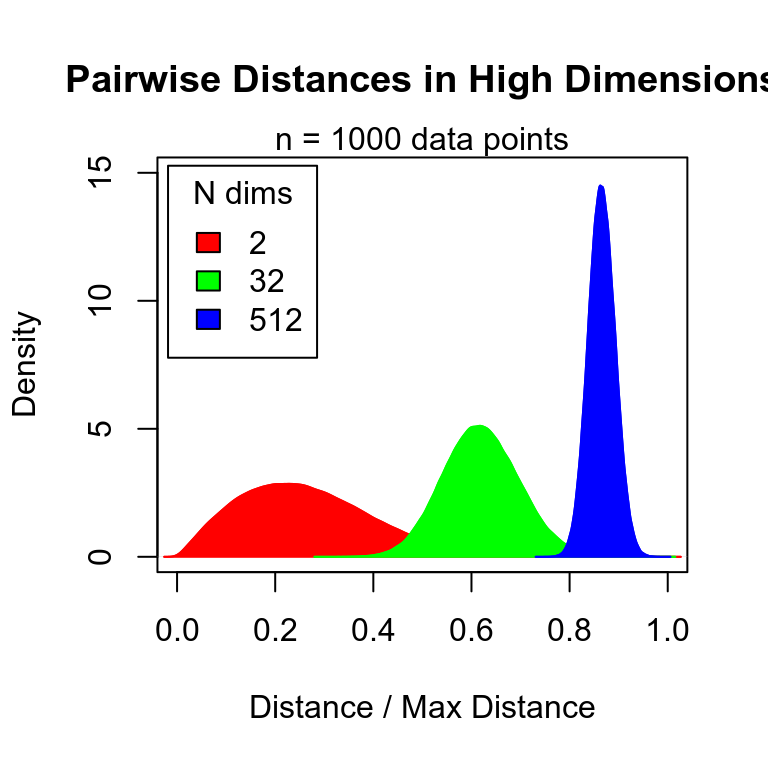 Pairwise Distances in High Dimensions
n = 1000 data points
N dims
2
32
512
Density
15
10
5
0
0.0 0.2 0.4 0.6 0.8 1.0
Distance / Max Distance